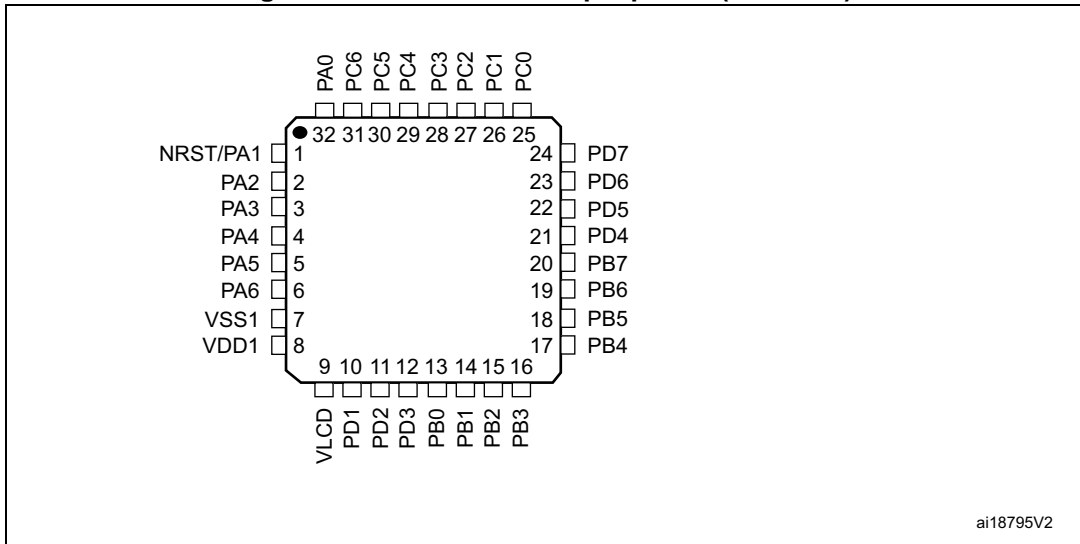 PA0 PC6 PC5 PC4 PC3 PC2 PC1 PC0
32 31 30 29 28 27 26 25
NRST/PA1 1 24 PD7
PA2 2 23 PD6
PA3 3 22 PD5
PA4 4 21 PD4
PA5 5 20 PB7
PA6 6 19 PB6
VSS1 7 18 PB5
VDD1 8 17 PB4
9 10 11 12 13 14 15 16
VLCD PD1 PD2 PD3 PB0 PB1 PB2 PB3
ai18795V2